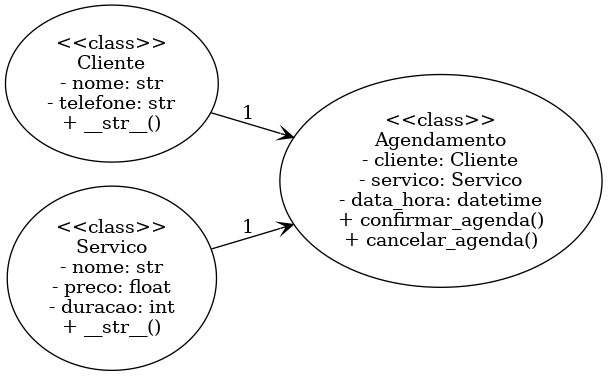 <<class>>
Cliente
- nome: str
- telefone: str
+ __str__()
1
<<class>>
Agendamento
- cliente: Cliente
- servico: Servico
- data_hora: datetime
+ confirmar_agenda()
+ cancelar_agenda()
1
<<class>>
Servico
- nome: str
- preco: float
- duracao: int
+ __str__()